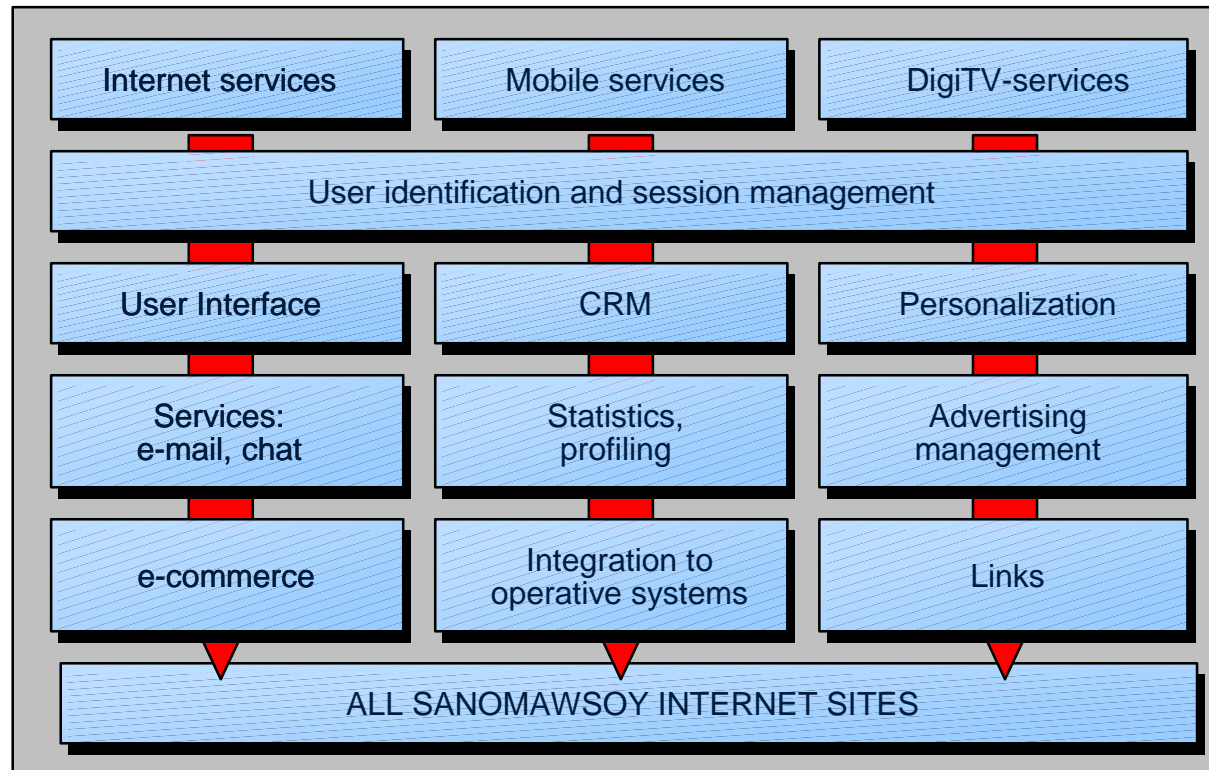 Internet services
Mobile services
DigiTV-services
User identification and session management
User Interface
CRM
Personalization
Services:
e-mail, chat
Statistics,
profiling
Advertising
management
e-commerce
Integration to
operative systems
Links
ALL SANOMAWSOY INTERNET SITES